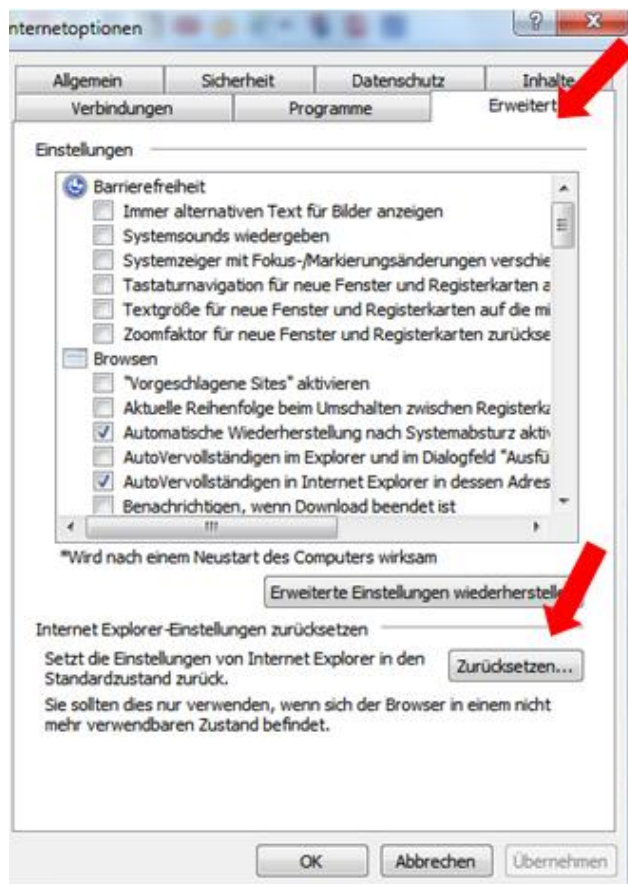 nternetoptionen
Allgemein Sicherheit Datenschutz Inhalte
Verbindungen Programme Erweitert
Einstellungen
Barrierefreiheit
Immer alternativen Text für Bilder anzeigen
Systemsounds wiedergeben
Systemzeiger mit Fokus-/Markierungsänderungen verschie
Tastaturnavigation für neue Fenster und Registerkarten a
Textgröße für neue Fenster und Registerkarten auf die mi
Zoomfaktor für neue Fenster und Registerkarten zurückse
Browsen
"Vorgeschlagene Sites" aktivieren
Aktuelle Reihenfolge beim Umschalten zwischen Registerka
Automatische Wiederherstellung nach Systemabsturz aktiv
AutoVervollständigen im Explorer und im Dialogfeld "Ausfü
AutoVervollständigen in Internet Explorer in dessen Adres
Benachrichtigen, wenn Download beendet ist
*Wird nach einem Neustart des Computers wirksam
Erweiterte Einstellungen wiederherstelle
Internet Explorer-Einstellungen zurücksetzen
Setzt die Einstellungen von Internet Explorer in den
Standardzustand zurück.
Zurücksetzen...
Sie sollten dies nur verwenden, wenn sich der Browser in einem nicht
mehr verwendbaren Zustand befindet.
OK Abbrechen Übernehmen